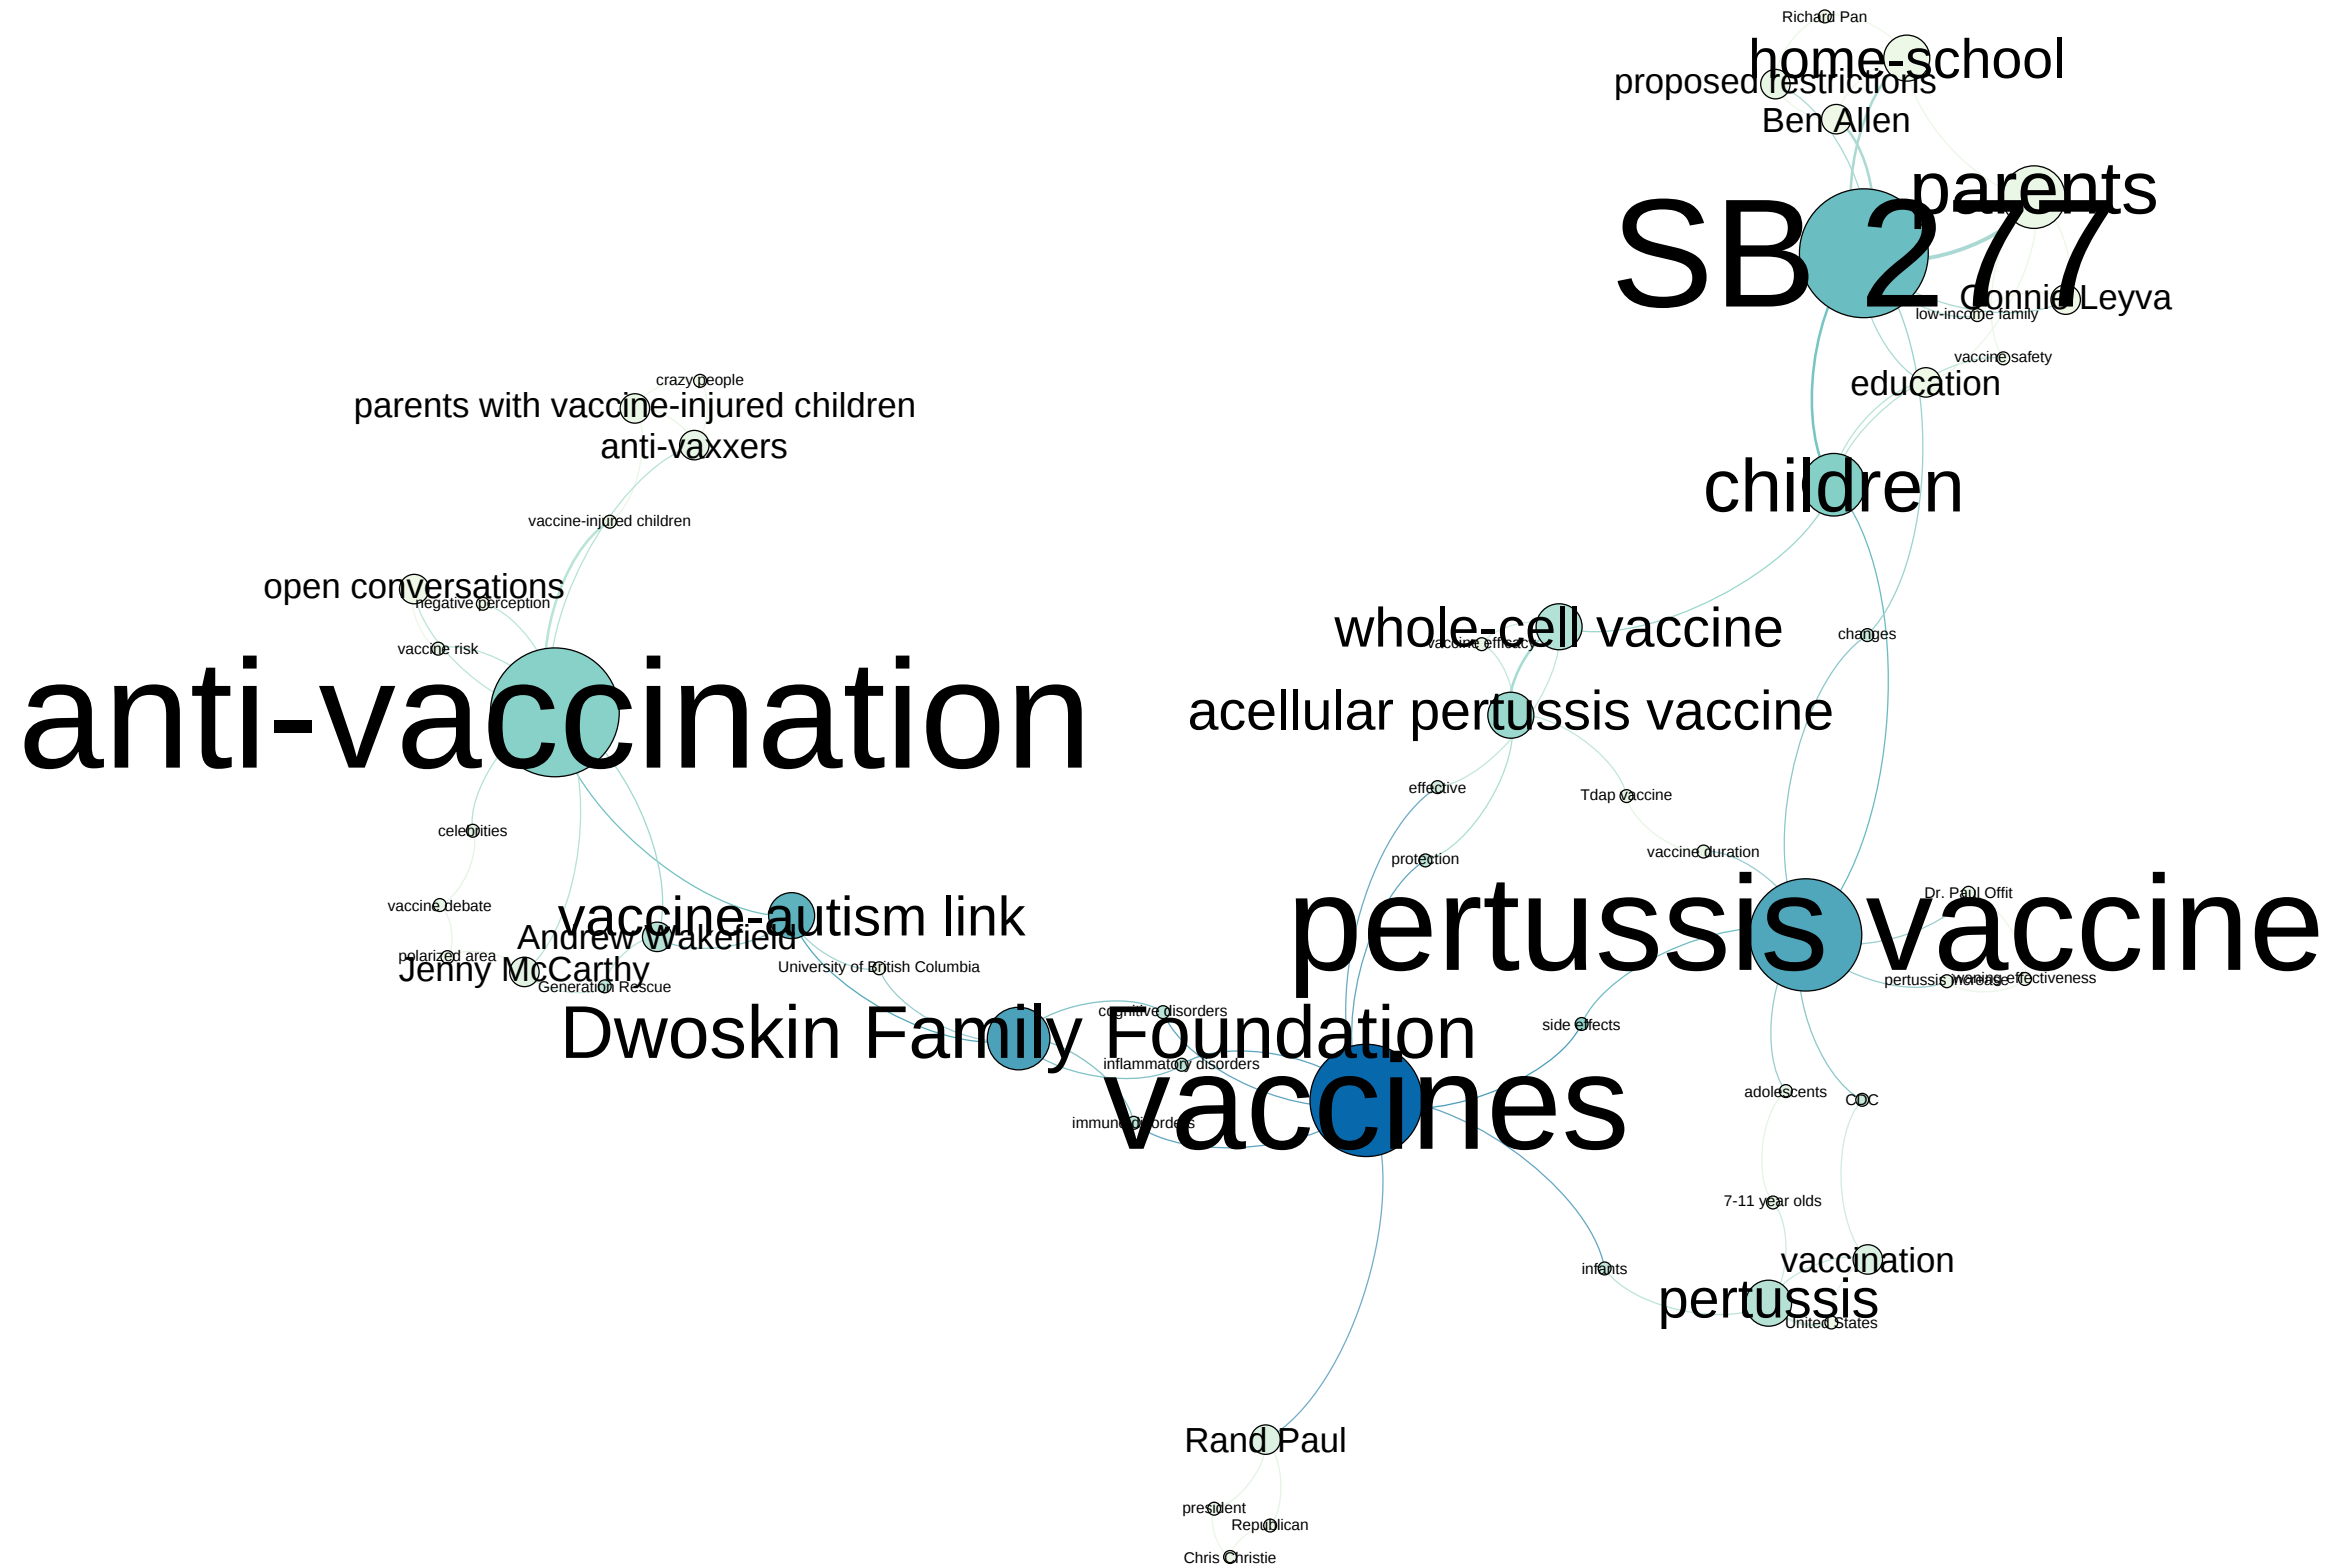 Richard Pan
home-school
proposed restrictions
Ben Allen
parents
SB 277
Connie Leyva
low-income family
vaccine safety
education
crazy people
parents with vaccine-injured children
anti-vaxxers
children
vaccine-injured children
open conversations
negative perception
vaccine risk
whole-cell vaccine
vaccine efficacy
changes
anti-vaccination
acellular pertussis vaccine
effective
Tdap vaccine
celebrities
protection
vaccine duration
vaccine debate
Dr. Paul Offit
vaccine-autism link
pertussis vaccine
Andrew Wakefield
polarized area
Jenny McCarthy
University of British Columbia
Generation Rescue
pertussis increase
waning effectiveness
cognitive disorders
side effects
Dwoskin Family Foundation
inflammatory disorders
vaccines
immune disorders
adolescents
CDC
7-11 year olds
vaccination
infants
pertussis
United States
Rand Paul
president
Republican
Chris Christie